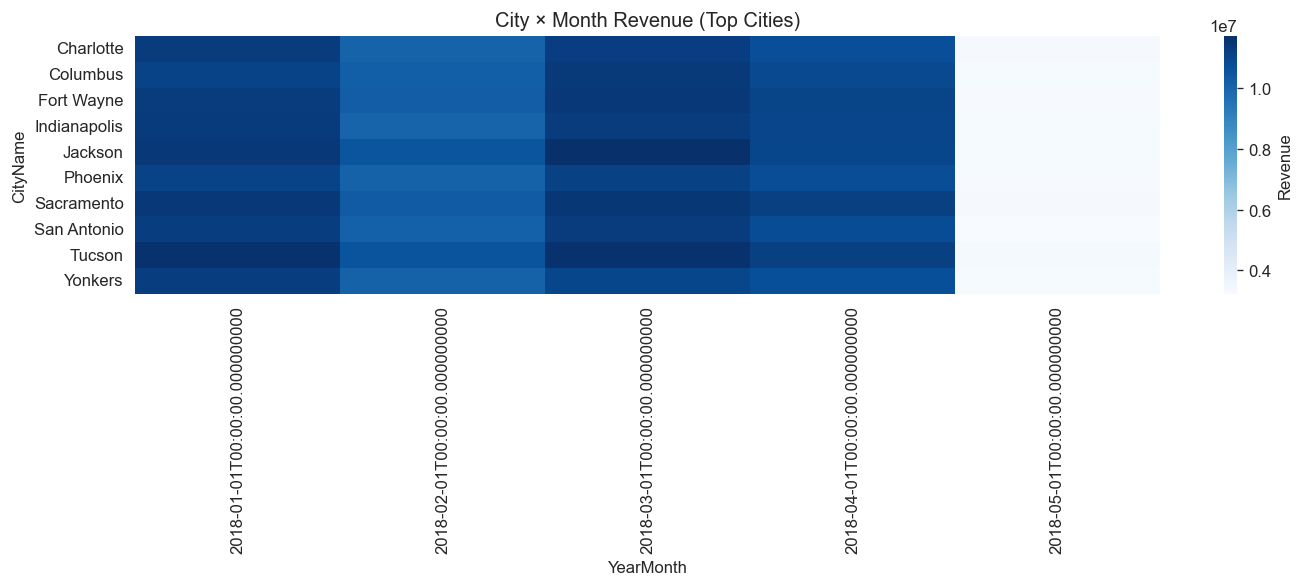 City × Month Revenue (Top Cities)
1e7
CityName
Charlotte
Columbus
Fort Wayne
Indianapolis
Jackson
Phoenix
Sacramento
San Antonio
Tucson
Yonkers
1.0
0.8
0.6
0.4
Revenue
2018-01-01T00:00:00.000000000
2018-02-01T00:00:00.000000000
2018-03-01T00:00:00.000000000
2018-04-01T00:00:00.000000000
2018-05-01T00:00:00.000000000
YearMonth